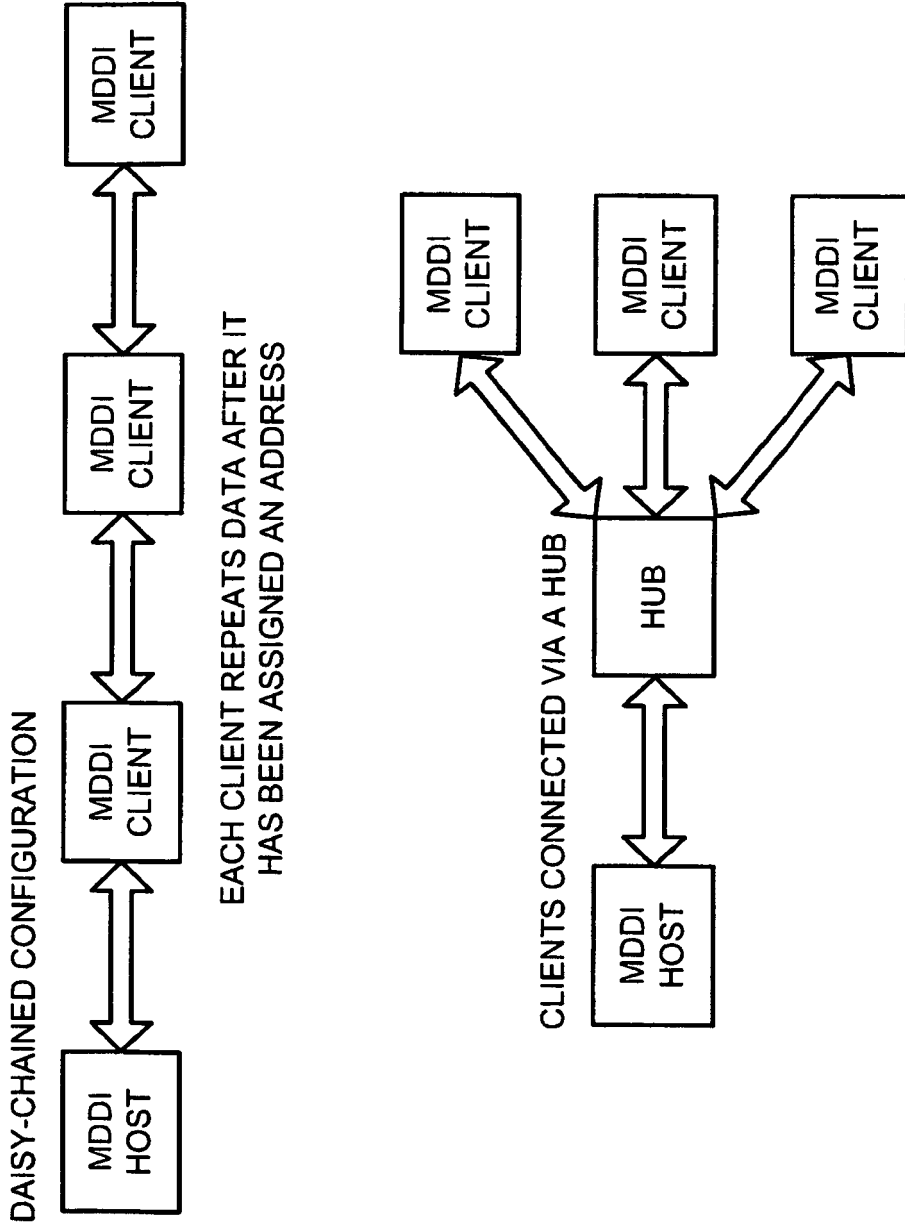 DAISY-CHAINED CONFIGURATION
MDDI
HOST
MDDI
CLIENT
MDDI
CLIENT
MDDI
CLIENT
EACH CLIENT REPEATS DATA AFTER IT
HAS BEEN ASSIGNED AN ADDRESS
CLIENTS CONNECTED VIA A HUB
MDDI
HOST
HUB
MDDI
CLIENT
MDDI
CLIENT
MDDI
CLIENT